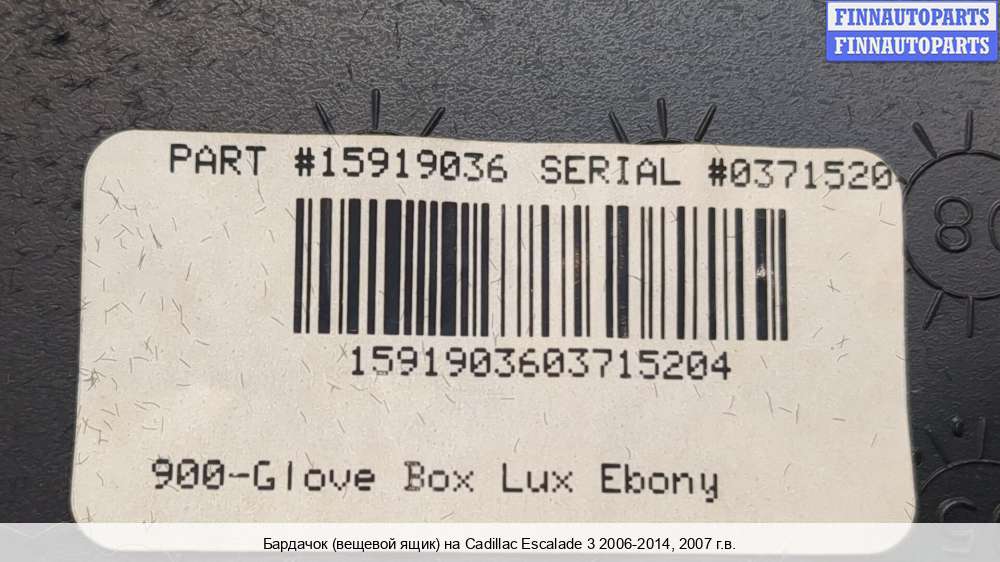 FINNAUTOPARTS
FINNAUTOPARTS
PART #15919036 SERIAL #0371520
1591903603715204
900-Glove Box Lux Ebony
Бардачок (вещевой ящик) на Cadillac Escalade 3 2006-2014, 2007 г.в.